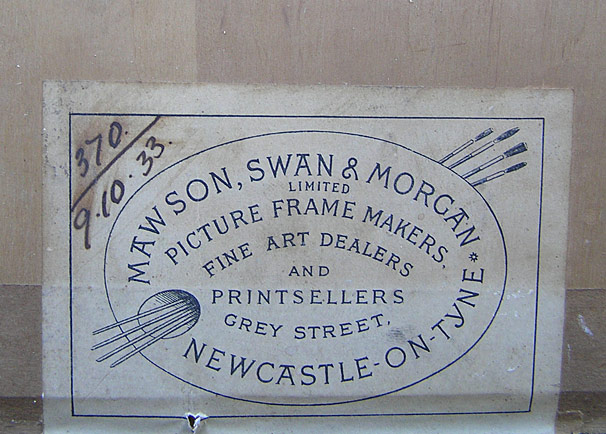 370.
9.10.33.
MAWSON, SWAN & MORGAN
LIMITED
PICTURE FRAME MAKERS,
FINE ART DEALERS
AND
PRINTSELLERS
GREY STREET,
NEWCASTLE-ON-TYNE